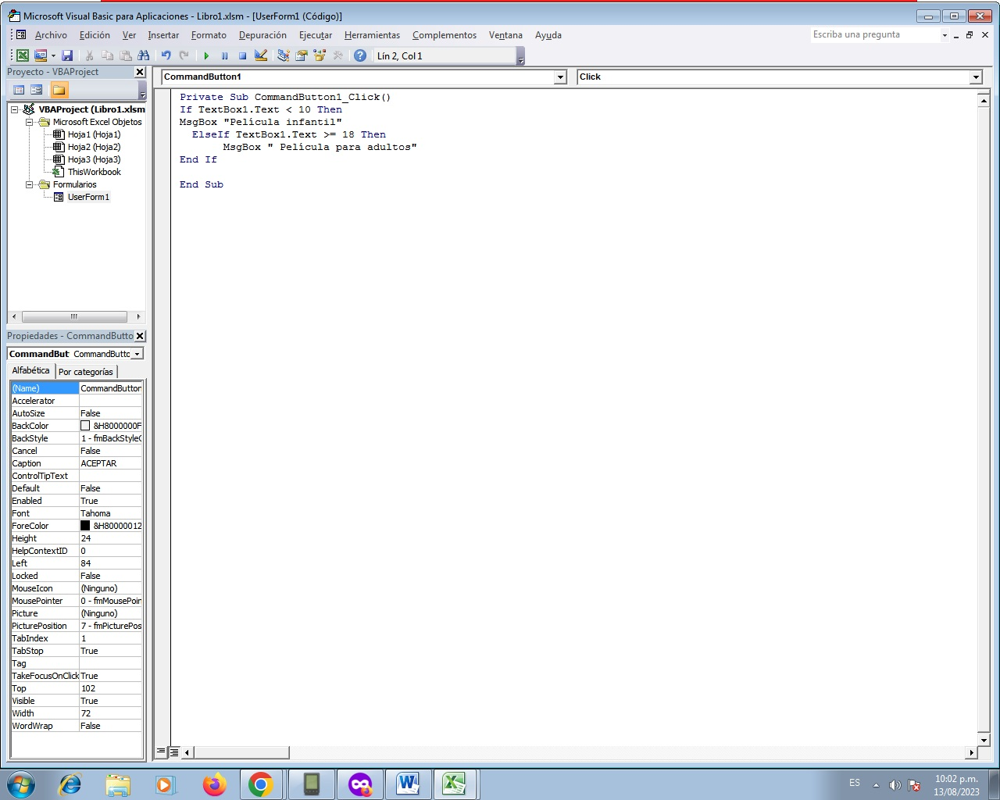 Microsoft Visual Basic para Aplicaciones - Libro1.xlsm - [UserForm1 (Código)]
Archivo Edición Ver Insertar Formato Depuración Ejecutar Herramientas Complementos Ventana Ayuda Escriba una pregunta
Lín 2, Col 1
Proyecto - VBAProject
VBAProject (Libro1.xlsm
Microsoft Excel Objetos
Hoja1 (Hoja1)
Hoja2 (Hoja2)
Hoja3 (Hoja3)
ThisWorkbook
Formularios
UserForm1
Propiedades - CommandButto
CommandBut CommandButto
Alfabética Por categorías
(Name) CommandButton
Accelerator
AutoSize False
BackColor &H8000000F
BackStyle 1 - fmBackStyleO
Cancel False
Caption ACEPTAR
ControlTipText
Default False
Enabled True
Font Tahoma
ForeColor &H80000012
Height 24
HelpContextID 0
Left 84
Locked False
MouseIcon (Ninguno)
MousePointer 0 - fmMousePoin
Picture (Ninguno)
PicturePosition 7 - fmPicturePos
TabIndex 1
TabStop True
Tag
TakeFocusOnClick True
Top 102
Visible True
Width 72
WordWrap False
CommandButton1 Click
Private Sub CommandButton1_Click()
If TextBox1.Text < 10 Then
MsgBox "Película infantil"
ElseIf TextBox1.Text >= 18 Then
MsgBox " Película para adultos"
End If
End Sub
ES 10:02 p.m.
13/08/2023